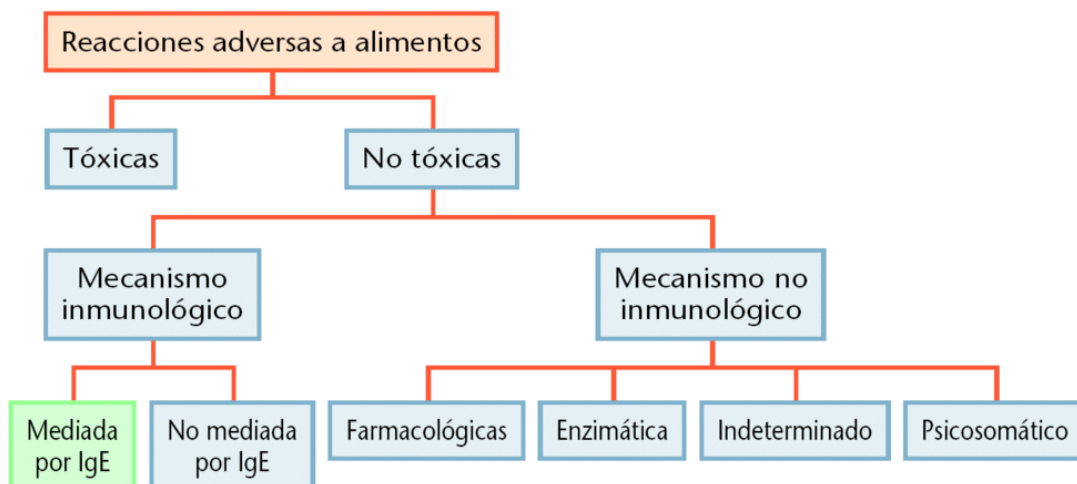 Reacciones adversas a alimentos
Tóxicas
No tóxicas
Mecanismo
inmunológico
Mecanismo no
inmunológico
Mediada
por IgE
No mediada
por IgE
Farmacológicas
Enzimática
Indeterminado
Psicosomático